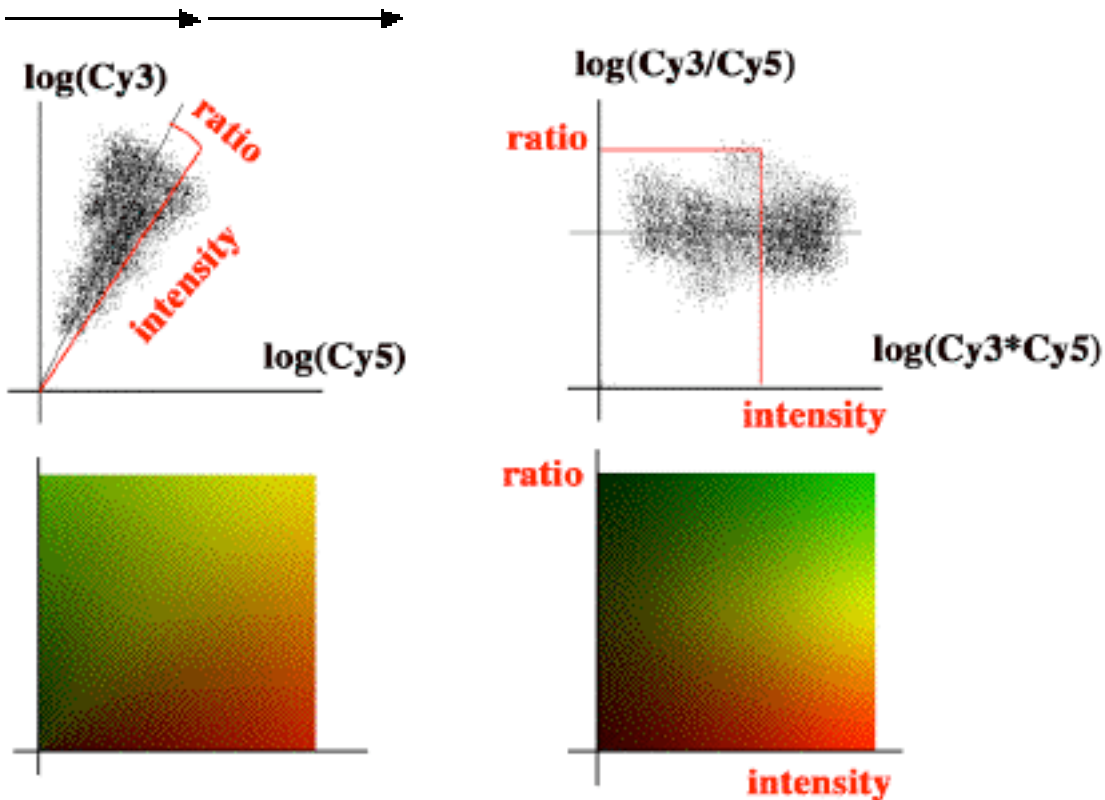 log(Cy3)
ratio
intensity
log(Cy5)
log(Cy3/Cy5)
ratio
log(Cy3*Cy5)
intensity
ratio
intensity